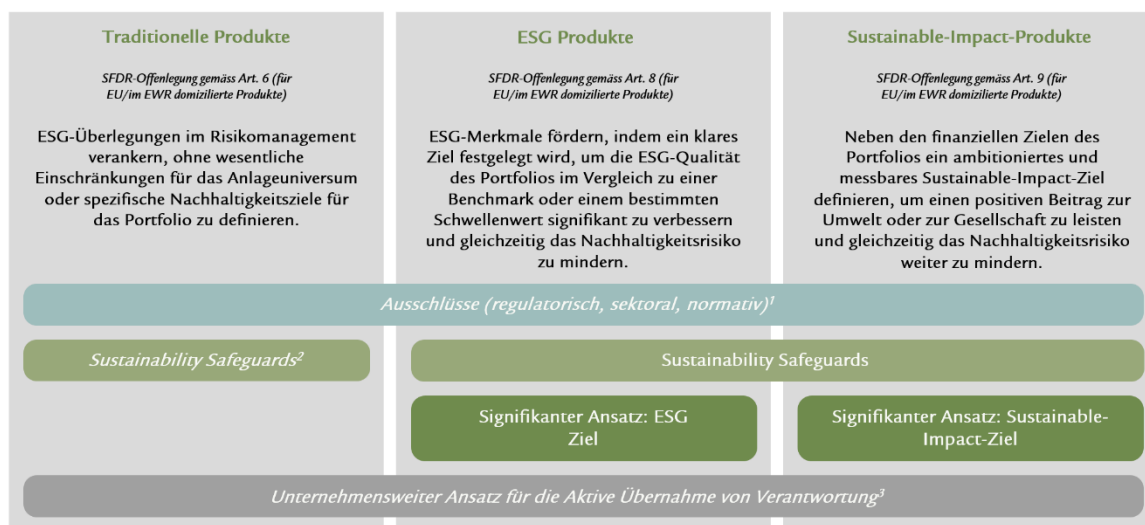 Traditionelle Produkte
SFDR-Offenlegung gemäss Art. 6 (für
EU/im EWR domizilierte Produkte)
ESG-Überlegungen im Risikomanagement
verankern, ohne wesentliche
Einschränkungen für das Anlageuniversum
oder spezifische Nachhaltigkeitsziele für
das Portfolio zu definieren.
ESG Produkte
SFDR-Offenlegung gemäss Art. 8 (für
EU/im EWR domizilierte Produkte)
ESG-Merkmale fördern, indem ein klares
Ziel festgelegt wird, um die ESG-Qualität
des Portfolios im Vergleich zu einer
Benchmark oder einem bestimmten
Schwellenwert signifikant zu verbessern
und gleichzeitig das Nachhaltigkeitsrisiko
zu mindern.
Sustainable-Impact-Produkte
SFDR-Offenlegung gemäss Art. 9 (für
EU/im EWR domizilierte Produkte)
Neben den finanziellen Zielen des
Portfolios ein ambitioniertes und
messbares Sustainable-Impact-Ziel
definieren, um einen positiven Beitrag zur
Umwelt oder zur Gesellschaft zu leisten
und gleichzeitig das Nachhaltigkeitsrisiko
weiter zu mindern.
Ausschlüsse (regulatorisch, sektoral, normativ)¹
Sustainability Safeguards²
Sustainability Safeguards
Signifikanter Ansatz: ESG
Ziel
Signifikanter Ansatz: Sustainable-
Impact-Ziel
Unternehmensweiter Ansatz für die Aktive Übernahme von Verantwortung³